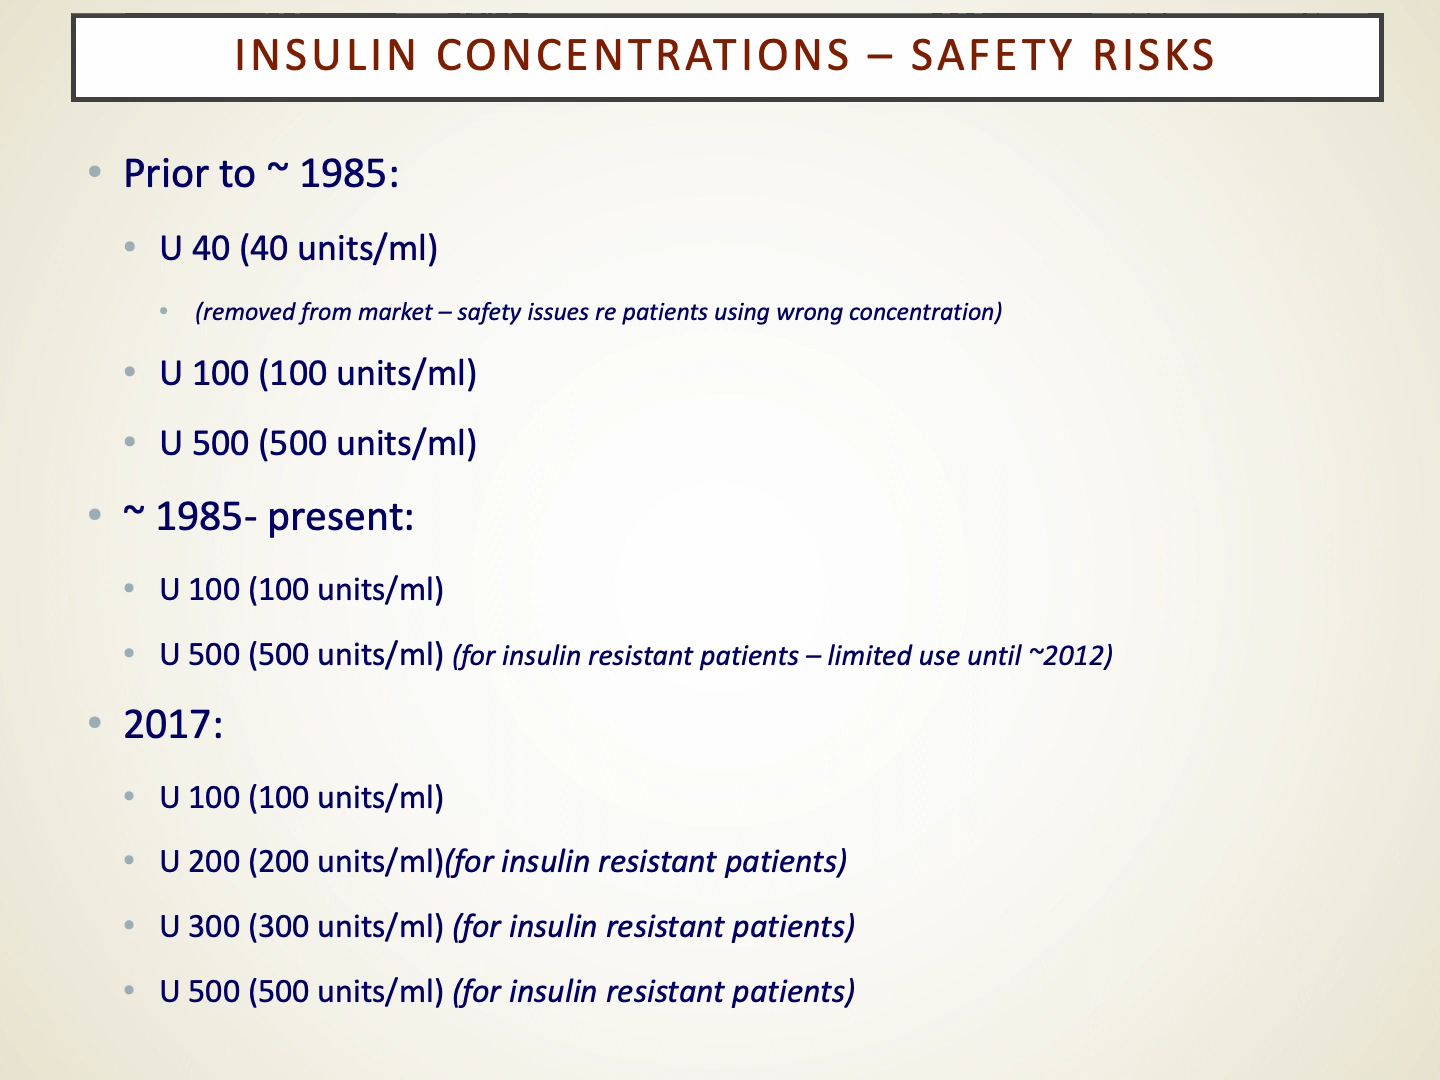 INSULIN CONCENTRATIONS – SAFETY RISKS
• Prior to ~ 1985:
• U 40 (40 units/ml)
• (removed from market – safety issues re patients using wrong concentration)
• U 100 (100 units/ml)
• U 500 (500 units/ml)
• ~ 1985- present:
• U 100 (100 units/ml)
• U 500 (500 units/ml) (for insulin resistant patients – limited use until ~2012)
• 2017:
• U 100 (100 units/ml)
• U 200 (200 units/ml)(for insulin resistant patients)
• U 300 (300 units/ml) (for insulin resistant patients)
• U 500 (500 units/ml) (for insulin resistant patients)